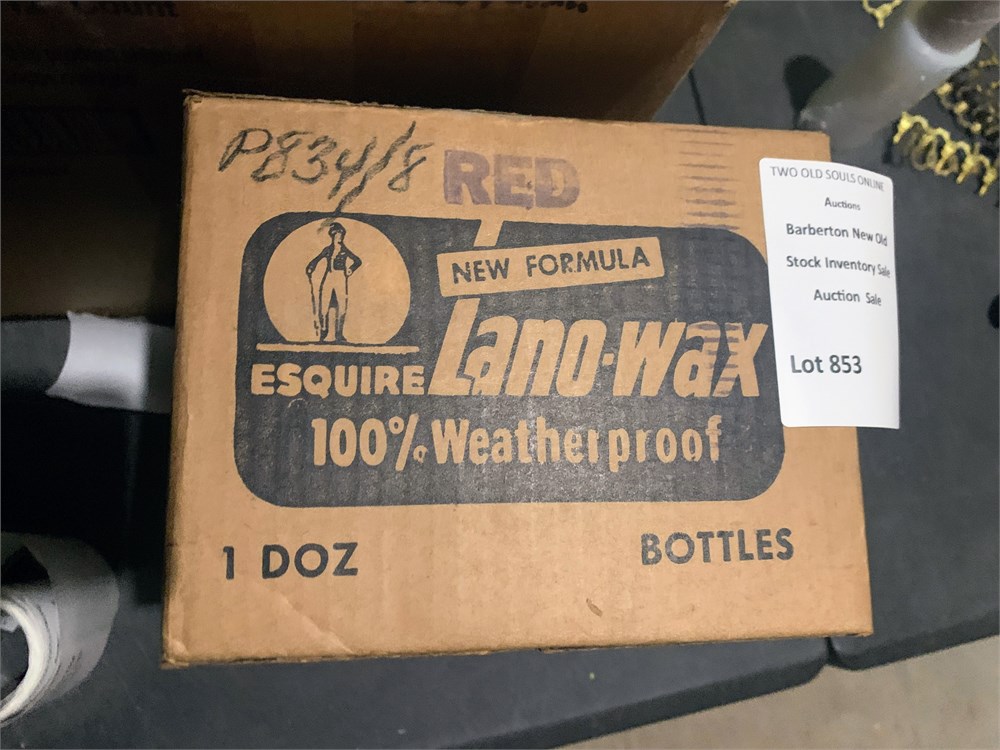 P834/8
RED
NEW FORMULA
ESQUIRE Lano-wax
100% Weatherproof
1 DOZ BOTTLES
TWO OLD SOULS ONLINE
Auctions
Barberton New Old
Stock Inventory Sale
Auction Sale
Lot 853